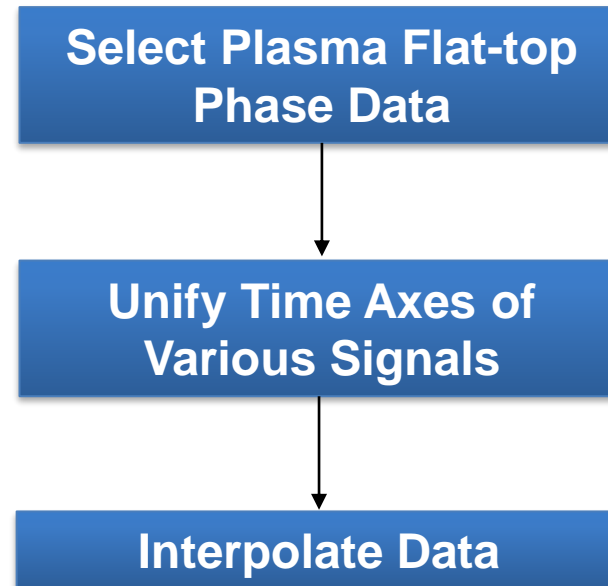 Select Plasma Flat-top
Phase Data
Unify Time Axes of
Various Signals
Interpolate Data